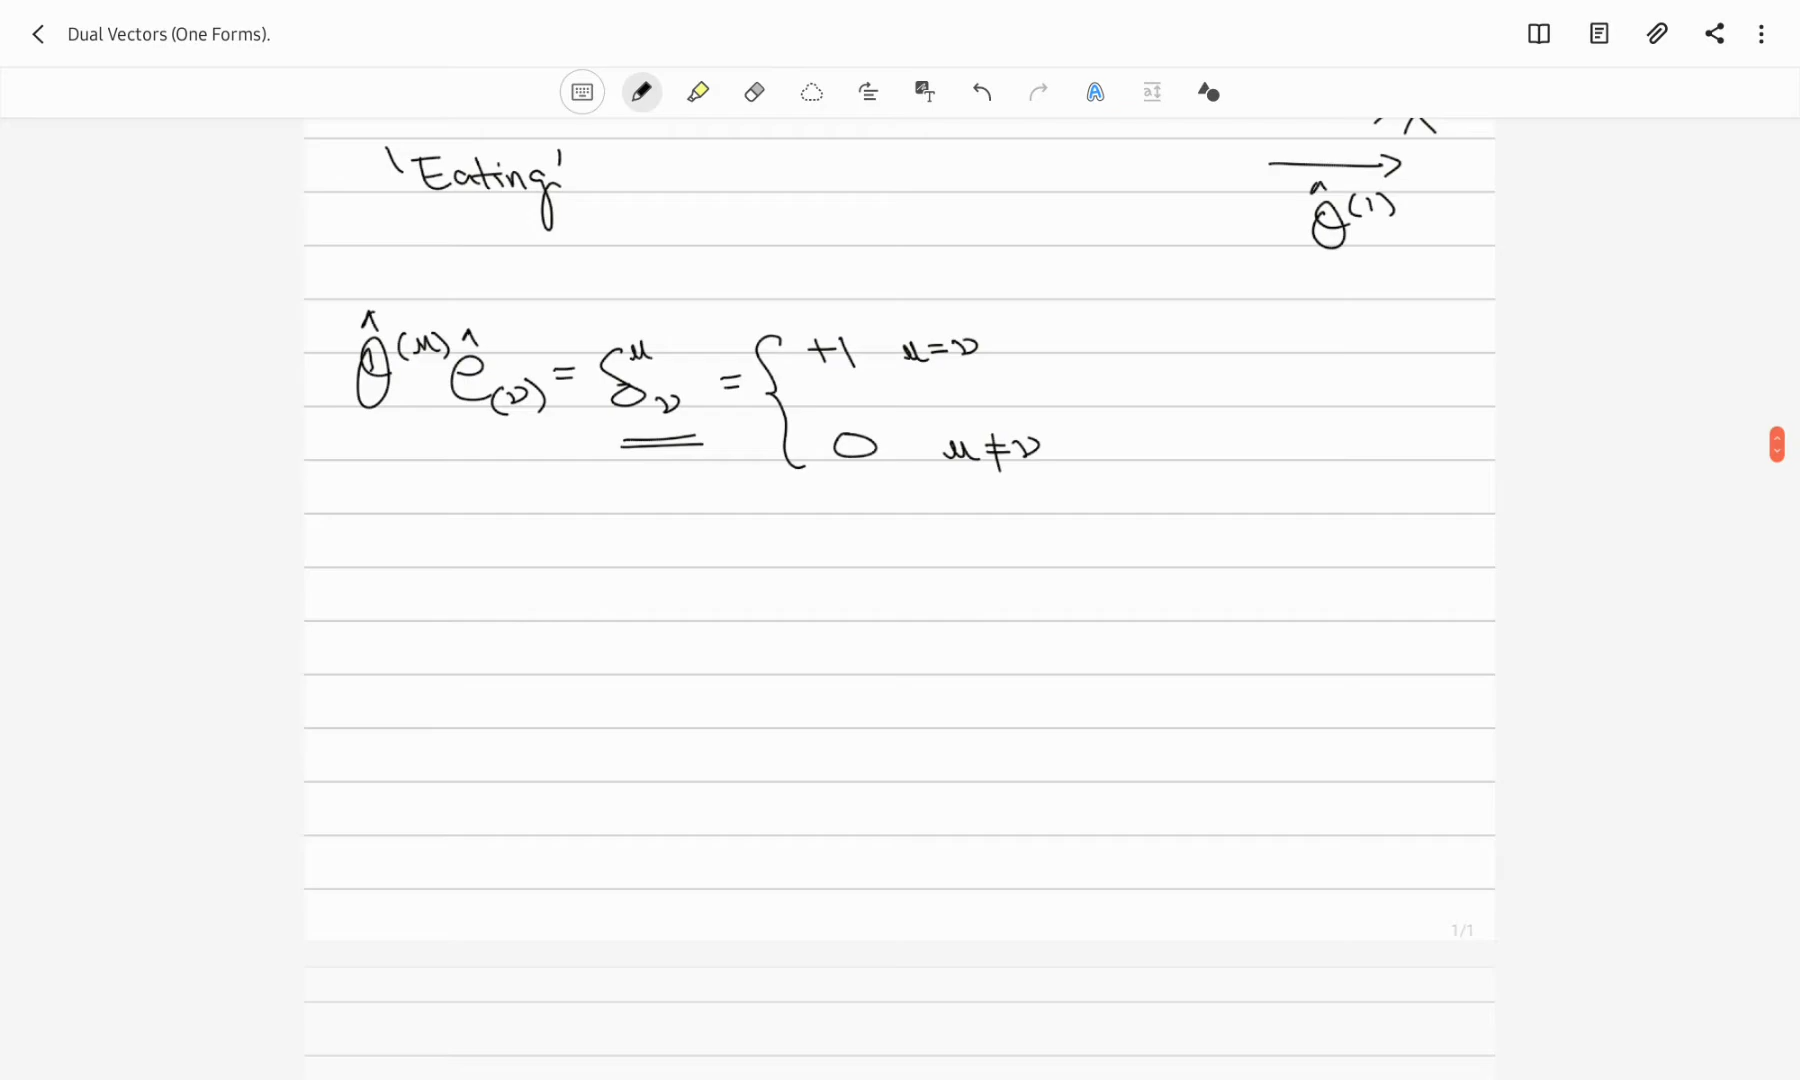 Dual Vectors (One Forms).
'Eating'
θ̂^(1)
θ̂^(μ) ê_(ν) = δ^μ_ν = { +1 μ=ν
0 μ≠ν
1/1